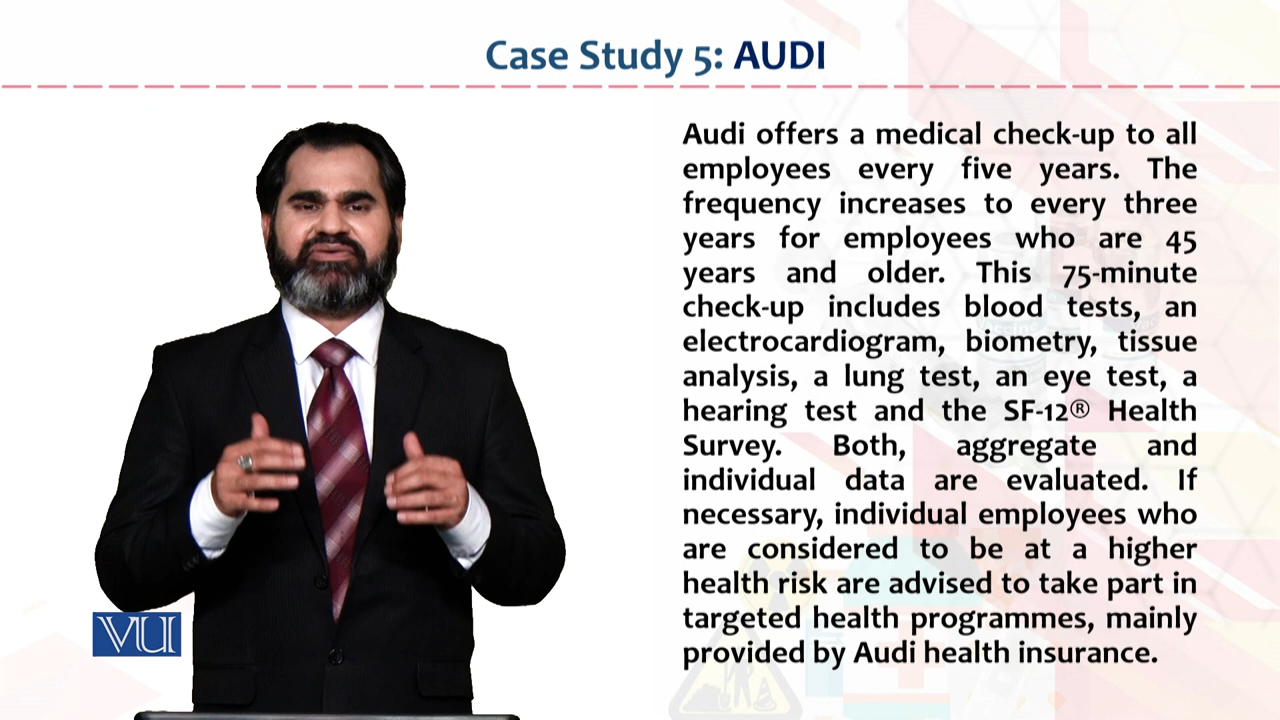 Case Study 5: AUDI
Audi offers a medical check-up to all
employees every five years. The
frequency increases to every three
years for employees who are 45
years and older. This 75-minute
check-up includes blood tests, an
electrocardiogram, biometry, tissue
analysis, a lung test, an eye test, a
hearing test and the SF-12® Health
Survey. Both, aggregate and
individual data are evaluated. If
necessary, individual employees who
are considered to be at a higher
health risk are advised to take part in
targeted health programmes, mainly
provided by Audi health insurance.
VU